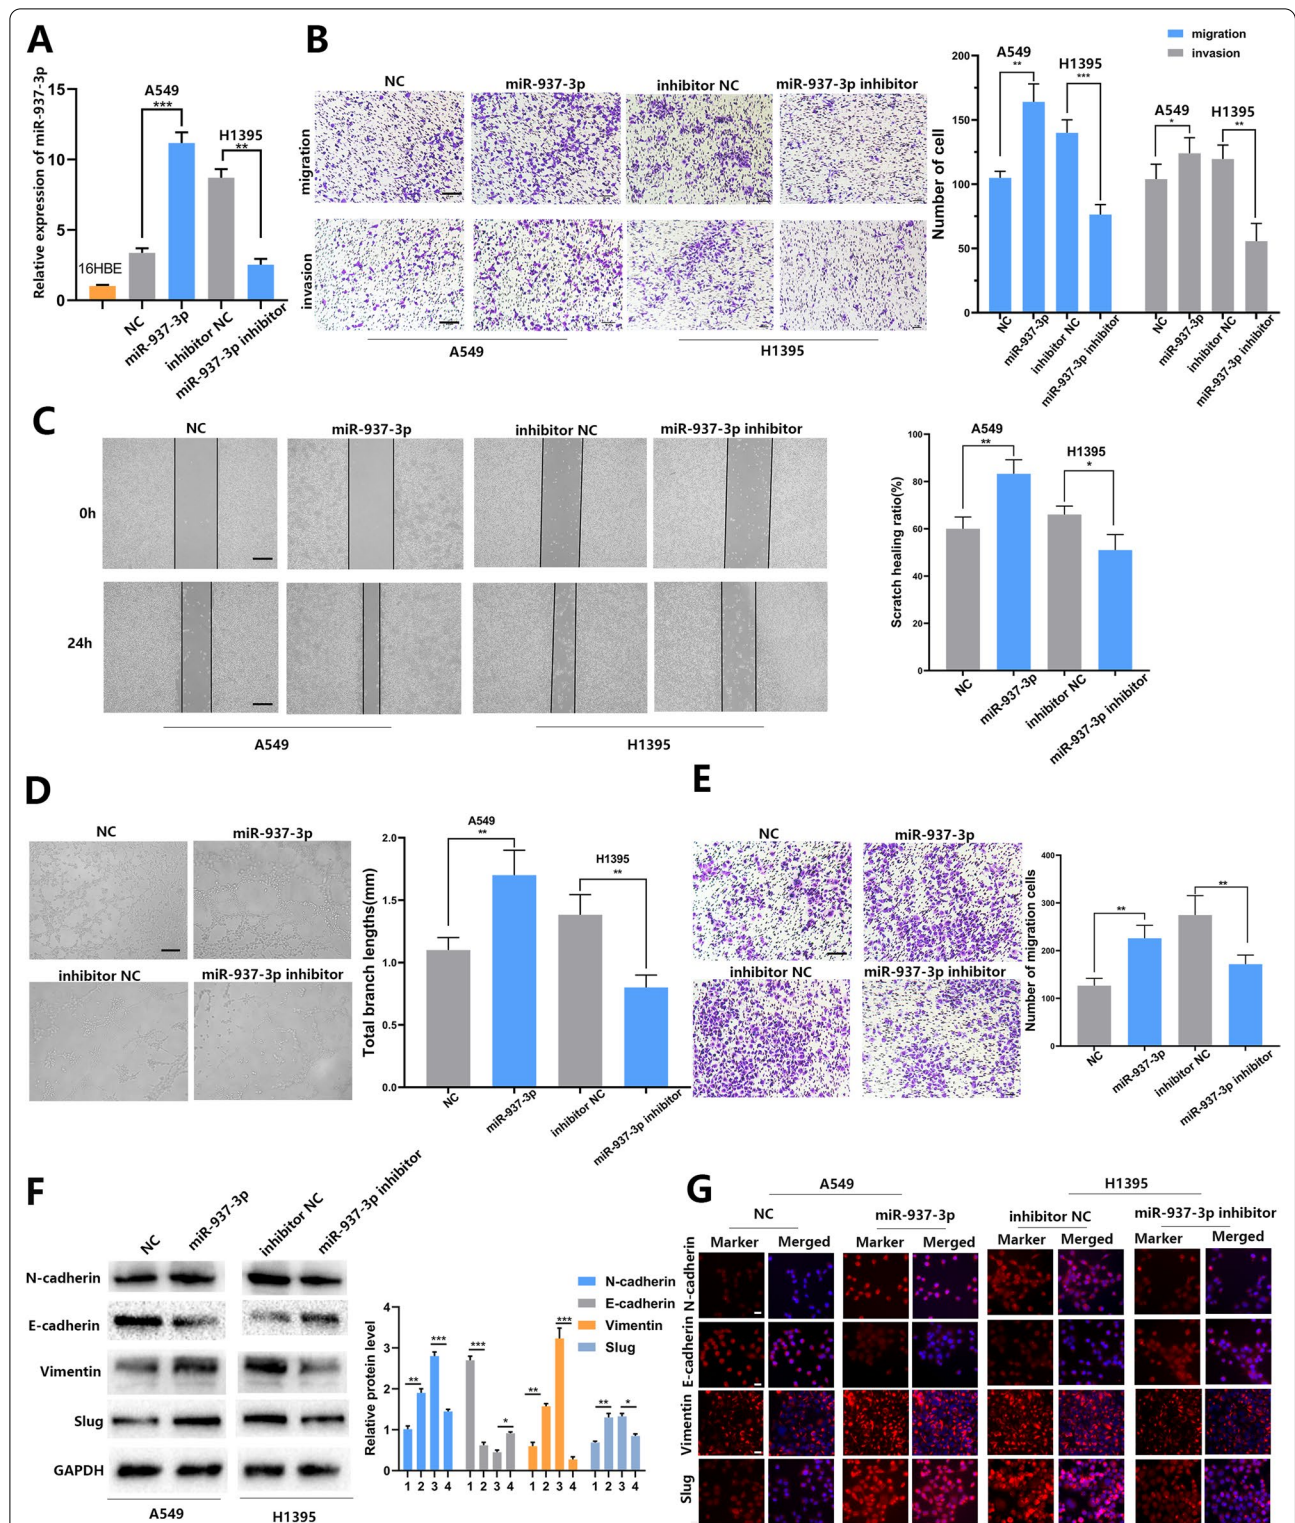 A
Relative expression of miR-937-3p
15
10
5
0
A549
***
H1395
**
16HBE
NC
miR-937-3p
inhibitor NC
miR-937-3p inhibitor
B
NC
miR-937-3p
inhibitor NC
miR-937-3p inhibitor
migration
invasion
A549
H1395
migration
invasion
Number of cell
200
150
100
50
0
A549
**
H1395
***
A549
*
H1395
**
NC
miR-937-3p
inhibitor NC
miR-937-3p inhibitor
NC
miR-937-3p
inhibitor NC
miR-937-3p inhibitor
C
NC
miR-937-3p
inhibitor NC
miR-937-3p inhibitor
0h
24h
A549
H1395
Scratch healing ratio(%)
100
80
60
40
20
0
A549
**
H1395
*
NC
miR-937-3p
inhibitor NC
miR-937-3p inhibitor
D
NC
miR-937-3p
inhibitor NC
miR-937-3p inhibitor
Total branch lengths(mm)
2.0
1.5
1.0
0.5
0.0
A549
**
H1395
**
NC
miR-937-3p
inhibitor NC
miR-937-3p inhibitor
E
NC
miR-937-3p
inhibitor NC
miR-937-3p inhibitor
Number of migration cells
400
300
200
100
0
**
**
NC
miR-937-3p
inhibitor NC
miR-937-3p inhibitor
F
NC
miR-937-3p
inhibitor NC
miR-937-3p inhibitor
N-cadherin
E-cadherin
Vimentin
Slug
GAPDH
A549
H1395
N-cadherin
E-cadherin
Vimentin
Slug
Relative protein level
4
3
2
1
0
**
***
***
*
**
***
**
*
1 2 3 4 1 2 3 4 1 2 3 4 1 2 3 4
G
A549
H1395
NC
miR-937-3p
inhibitor NC
miR-937-3p inhibitor
Marker Merged Marker Merged Marker Merged Marker Merged
N-cadherin
E-cadherin
Vimentin
Slug